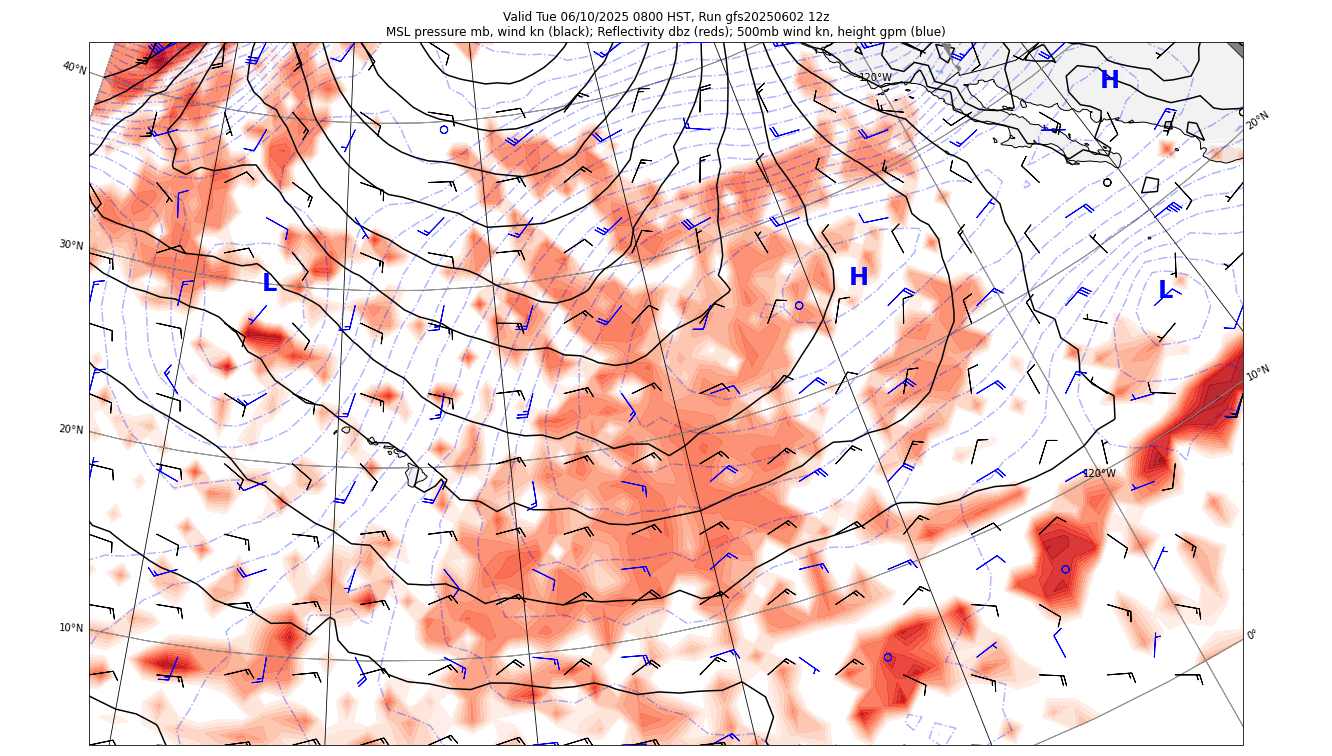 Valid Tue 06/10/2025 0800 HST, Run gfs20250602 12z
MSL pressure mb, wind kn (black); Reflectivity dbz (reds); 500mb wind kn, height gpm (blue)
40°N
120°W
H
20°N
30°N
L
H
L
10°N
20°N
120°W
10°N
0°